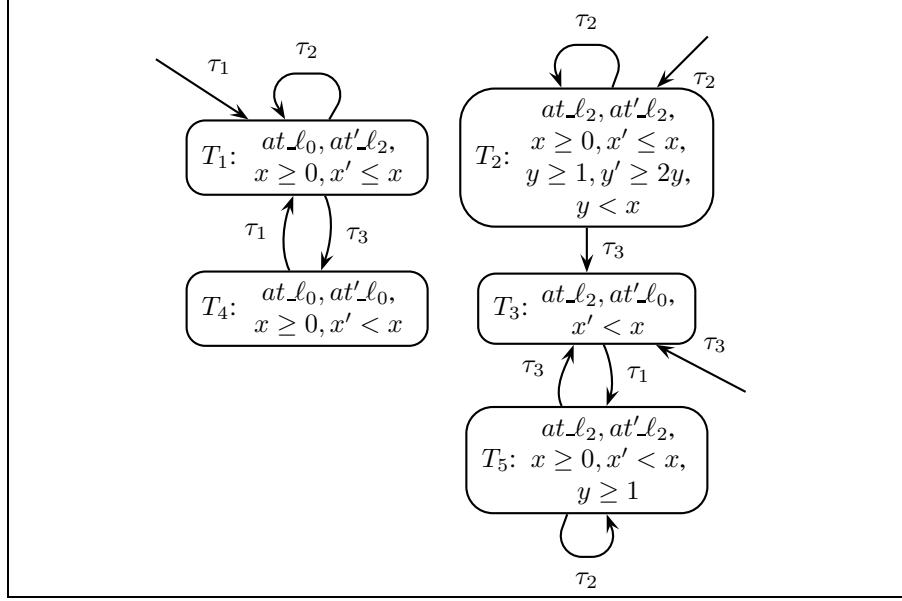 τ₁
τ₂
T₁: at_ℓ₀, at′_ℓ₂,
x ≥ 0, x′ ≤ x
τ₁
τ₃
T₄: at_ℓ₀, at′_ℓ₀,
x ≥ 0, x′ < x
τ₂
τ₂
at_ℓ₂, at′_ℓ₂,
T₂: x ≥ 0, x′ ≤ x,
y ≥ 1, y′ ≥ 2y,
y < x
τ₃
T₃: at_ℓ₂, at′_ℓ₀,
x′ < x
τ₃
τ₃
τ₁
at_ℓ₂, at′_ℓ₂,
T₅: x ≥ 0, x′ < x,
y ≥ 1
τ₂